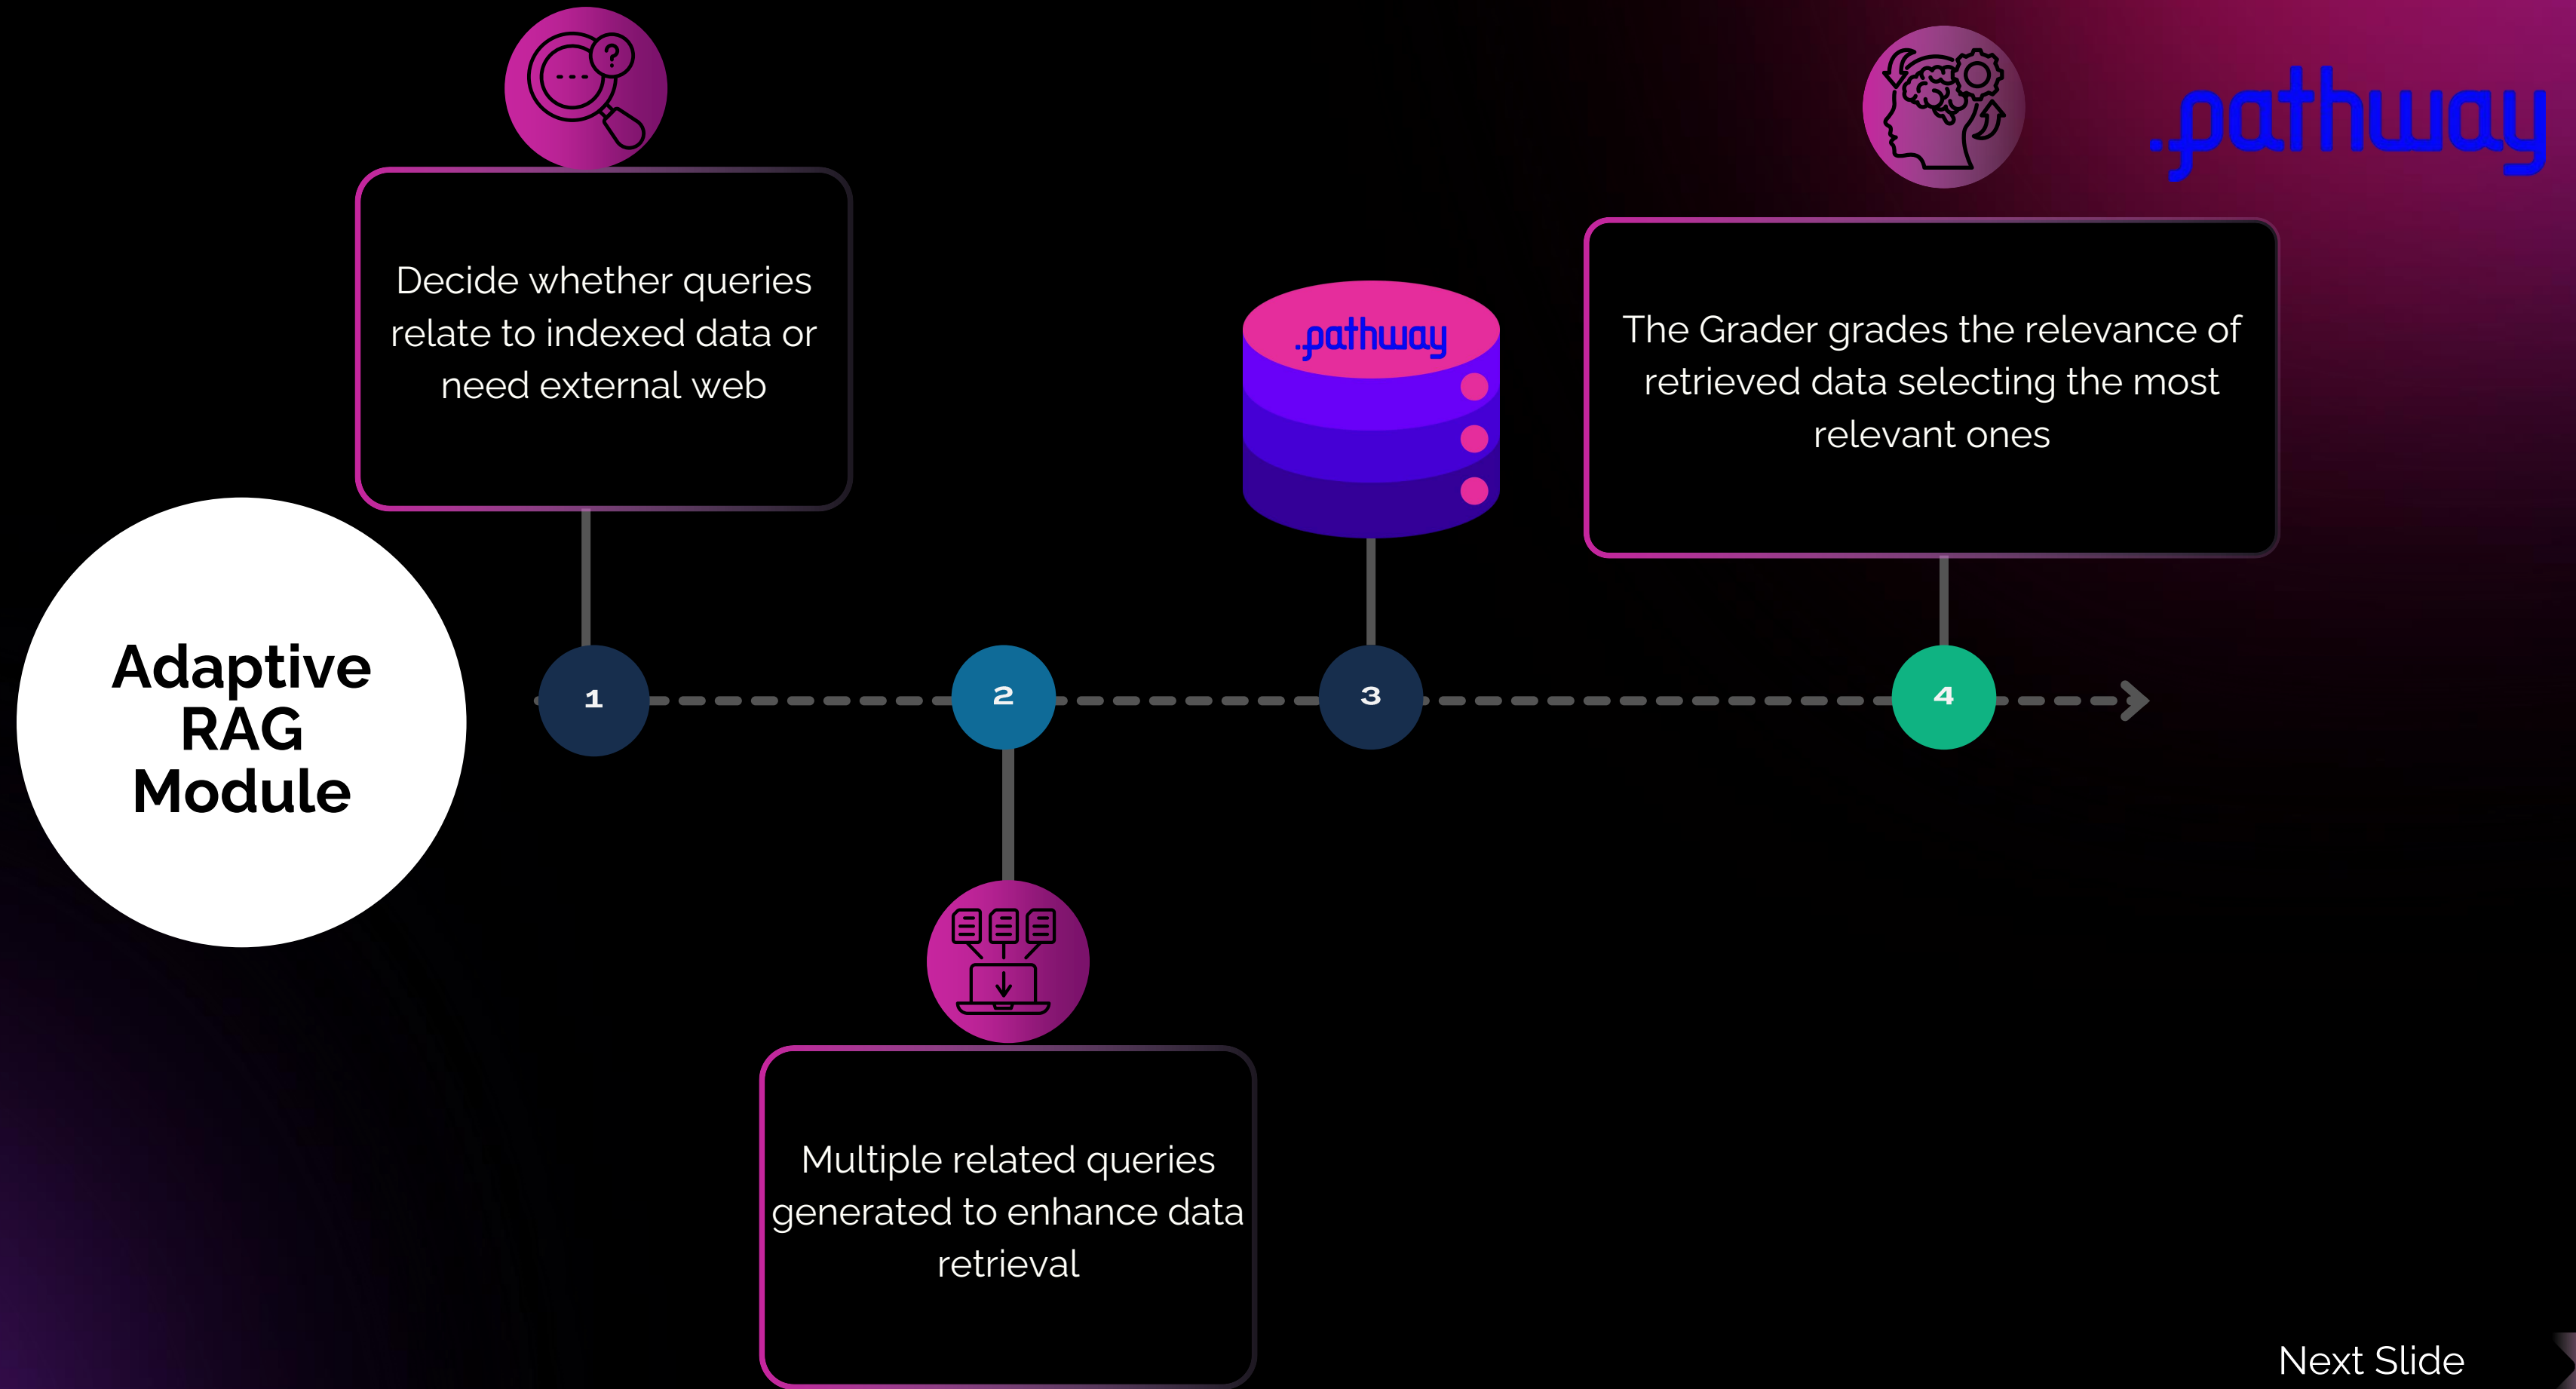 Decide whether queries
relate to indexed data or
need external web
.pathway
.pathway
The Grader grades the relevance of
retrieved data selecting the most
relevant ones
Adaptive
RAG
Module
1
2
3
4
Multiple related queries
generated to enhance data
retrieval
Next Slide